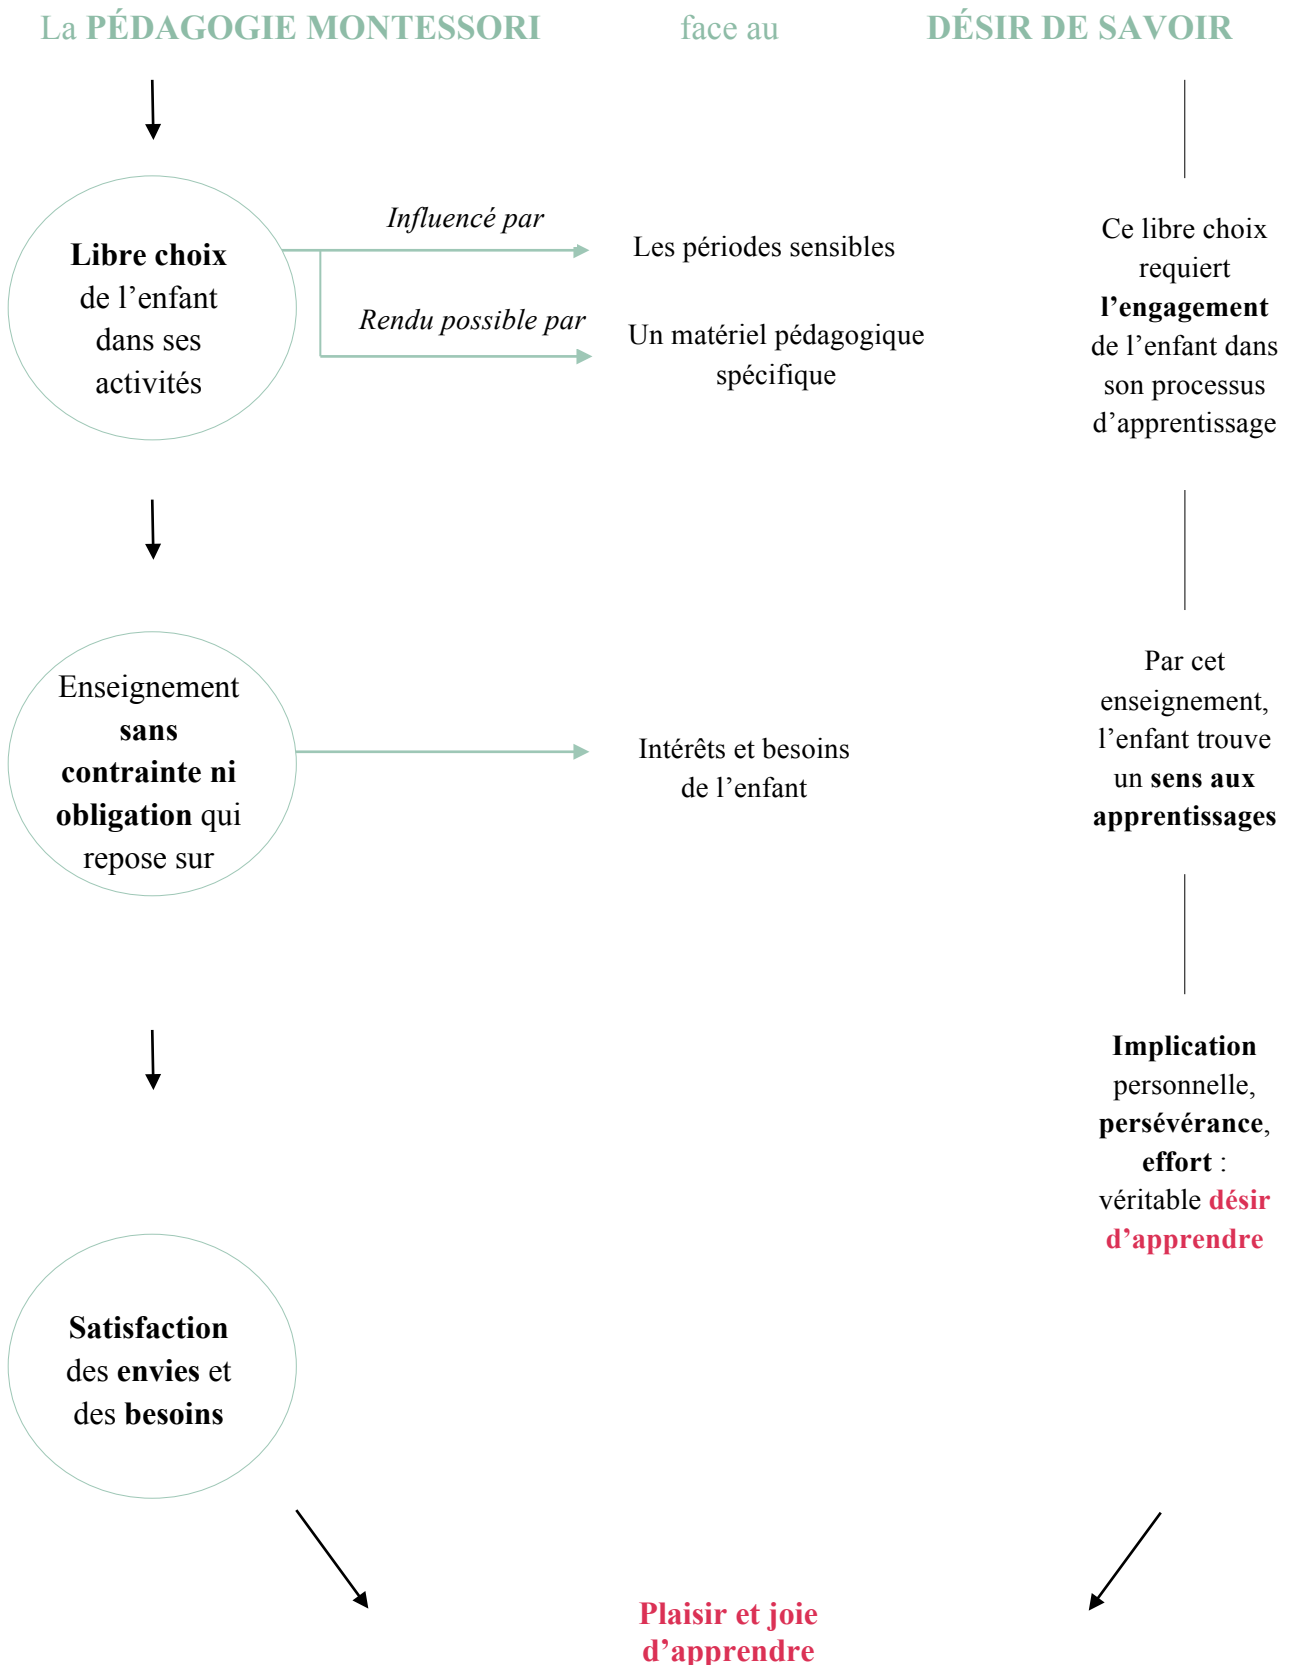 La PÉDAGOGIE MONTESSORI face au DÉSIR DE SAVOIR
Libre choix
de l’enfant
dans ses
activités
Influencé par
Les périodes sensibles
Rendu possible par
Un matériel pédagogique
spécifique
Ce libre choix
requiert
l’engagement
de l’enfant dans
son processus
d’apprentissage
Enseignement
sans
contrainte ni
obligation qui
repose sur
Intérêts et besoins
de l’enfant
Par cet
enseignement,
l’enfant trouve
un sens aux
apprentissages
Implication
personnelle,
persévérance,
effort :
véritable désir
d’apprendre
Satisfaction
des envies et
des besoins
Plaisir et joie
d’apprendre